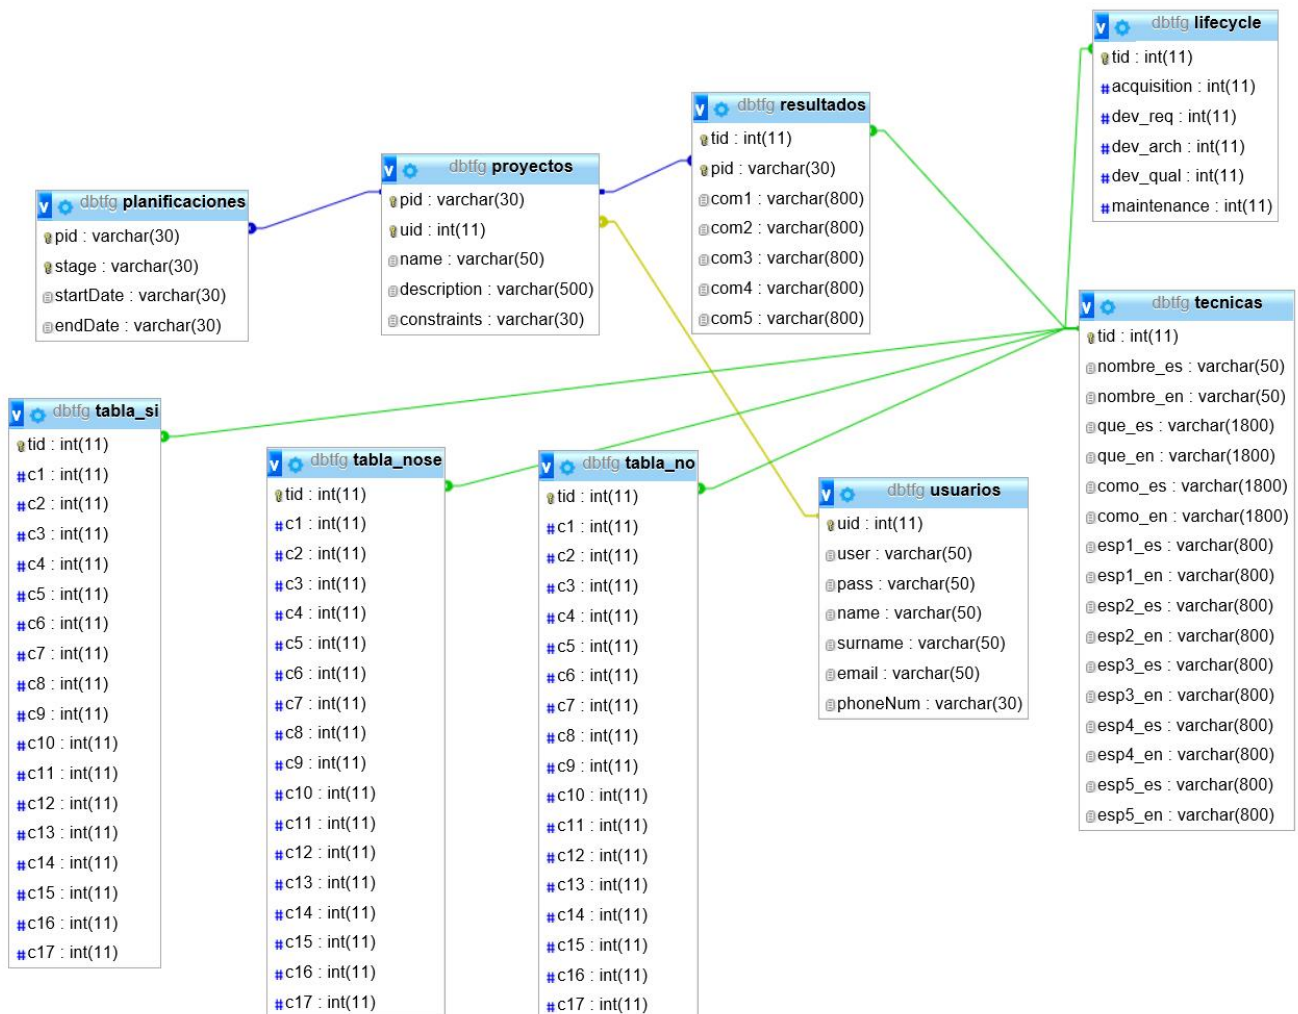 dbtfg lifecycle
tid : int(11)
acquisition : int(11)
dev_req : int(11)
dev_arch : int(11)
dev_qual : int(11)
maintenance : int(11)
dbtfg resultados
tid : int(11)
pid : varchar(30)
com1 : varchar(800)
com2 : varchar(800)
com3 : varchar(800)
com4 : varchar(800)
com5 : varchar(800)
dbtfg proyectos
pid : varchar(30)
uid : int(11)
name : varchar(50)
description : varchar(500)
constraints : varchar(30)
dbtfg planificaciones
pid : varchar(30)
stage : varchar(30)
startDate : varchar(30)
endDate : varchar(30)
dbtfg tecnicas
tid : int(11)
nombre_es : varchar(50)
nombre_en : varchar(50)
que_es : varchar(1800)
que_en : varchar(1800)
como_es : varchar(1800)
como_en : varchar(1800)
esp1_es : varchar(800)
esp1_en : varchar(800)
esp2_es : varchar(800)
esp2_en : varchar(800)
esp3_es : varchar(800)
esp3_en : varchar(800)
esp4_es : varchar(800)
esp4_en : varchar(800)
esp5_es : varchar(800)
esp5_en : varchar(800)
dbtfg tabla_si
tid : int(11)
c1 : int(11)
c2 : int(11)
c3 : int(11)
c4 : int(11)
c5 : int(11)
c6 : int(11)
c7 : int(11)
c8 : int(11)
c9 : int(11)
c10 : int(11)
c11 : int(11)
c12 : int(11)
c13 : int(11)
c14 : int(11)
c15 : int(11)
c16 : int(11)
c17 : int(11)
dbtfg tabla_nose
tid : int(11)
c1 : int(11)
c2 : int(11)
c3 : int(11)
c4 : int(11)
c5 : int(11)
c6 : int(11)
c7 : int(11)
c8 : int(11)
c9 : int(11)
c10 : int(11)
c11 : int(11)
c12 : int(11)
c13 : int(11)
c14 : int(11)
c15 : int(11)
c16 : int(11)
c17 : int(11)
dbtfg tabla_no
tid : int(11)
c1 : int(11)
c2 : int(11)
c3 : int(11)
c4 : int(11)
c5 : int(11)
c6 : int(11)
c7 : int(11)
c8 : int(11)
c9 : int(11)
c10 : int(11)
c11 : int(11)
c12 : int(11)
c13 : int(11)
c14 : int(11)
c15 : int(11)
c16 : int(11)
c17 : int(11)
dbtfg usuarios
uid : int(11)
user : varchar(50)
pass : varchar(50)
name : varchar(50)
surname : varchar(50)
email : varchar(50)
phoneNum : varchar(30)